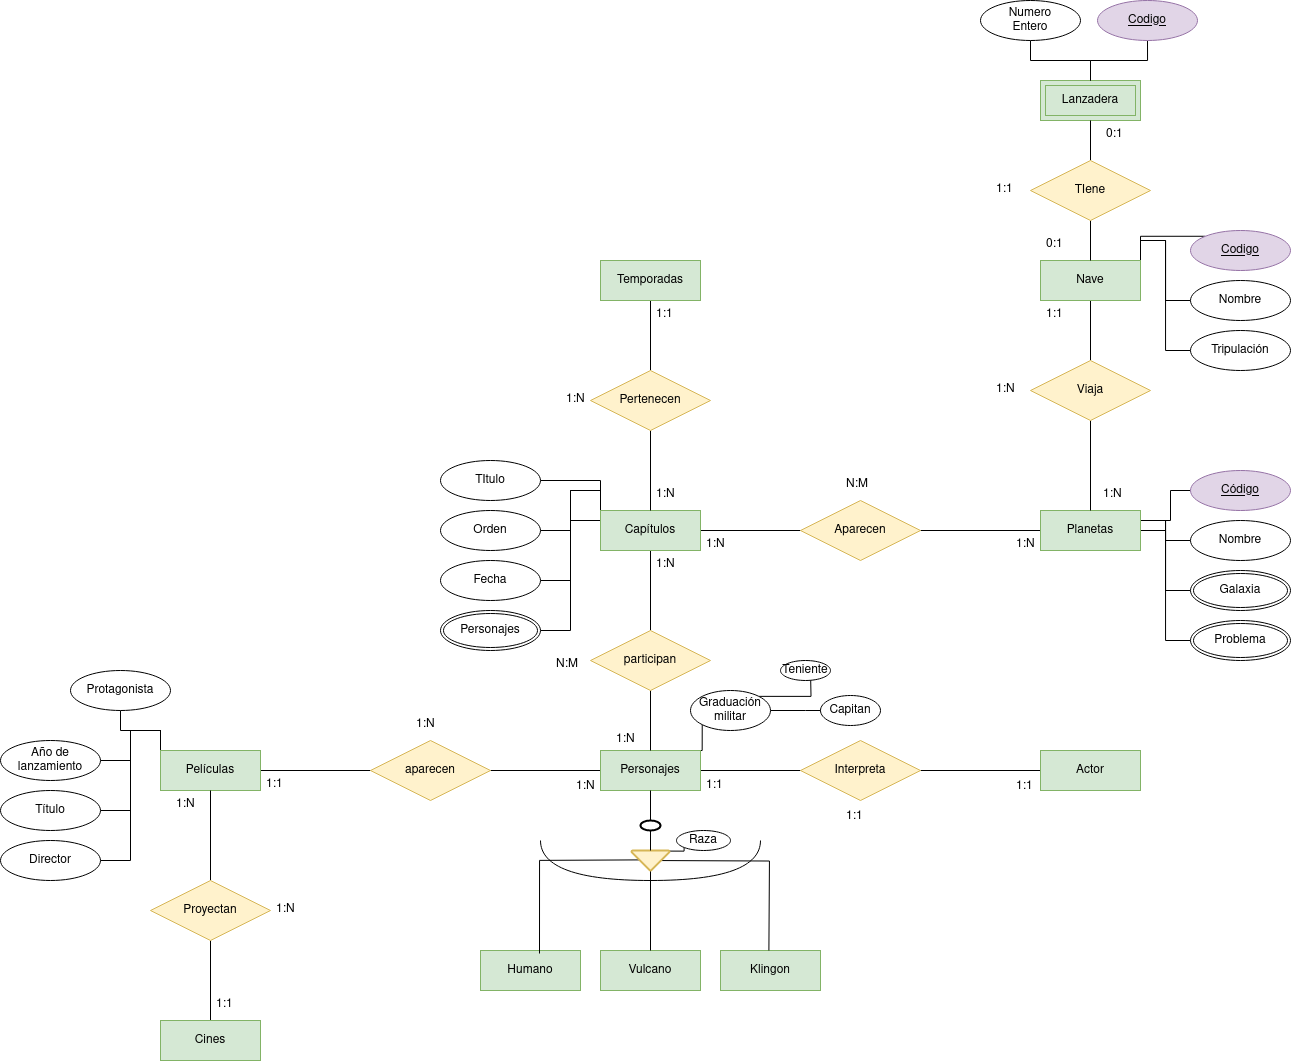 Numero
Entero
Codigo
Lanzadera
0:1
TIene
1:1
0:1
Codigo
Nave
Nombre
1:1
Tripulación
Temporadas
1:1
Pertenecen
1:N
Viaja
1:N
TItulo
1:N
Orden
Capítulos
1:N
1:N
Fecha
Personajes
N:M
Aparecen
1:N
1:N
Código
Planetas
Nombre
Galaxia
Problema
participan
N:M
Teniente
Graduación
militar
Capitan
1:N
Protagonista
Año de
lanzamiento
Título
Director
Películas
1:1
1:N
1:N
aparecen
1:N
Personajes
1:1
Interpreta
1:1
1:1
Actor
Raza
Proyectan
1:N
Humano
Vulcano
Klingon
1:1
Cines